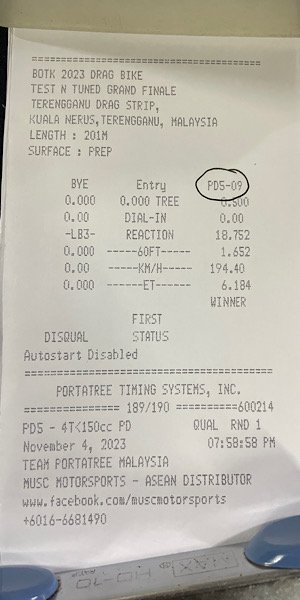 ==========================================
BOTK 2023 DRAG BIKE
TEST N TUNED GRAND FINALE
TERENGGANU DRAG STRIP,
KUALA NERUS,TERENGGANU, MALAYSIA
LENGTH : 201M
SURFACE : PREP
BYE Entry PD5-09
0.000 0.000 TREE 0.500
0.00 DIAL-IN 0.00
-LB3- REACTION 18.752
0.000 -----60FT----- 1.652
0.00 -----KM/H----- 194.40
0.000 ------ET------ 6.184
WINNER
FIRST
DISQUAL STATUS
Autostart Disabled
==========================================
PORTATREE TIMING SYSTEMS, INC.
================ 189/190 ==========600214
PD5 - 4T<150cc PD QUAL RND 1
November 4, 2023 07:58:58 PM
TEAM PORTATREE MALAYSIA
MUSC MOTORSPORTS - ASEAN DISTRIBUTOR
www.facebook.com/muscmotorsports
+6016-6681490